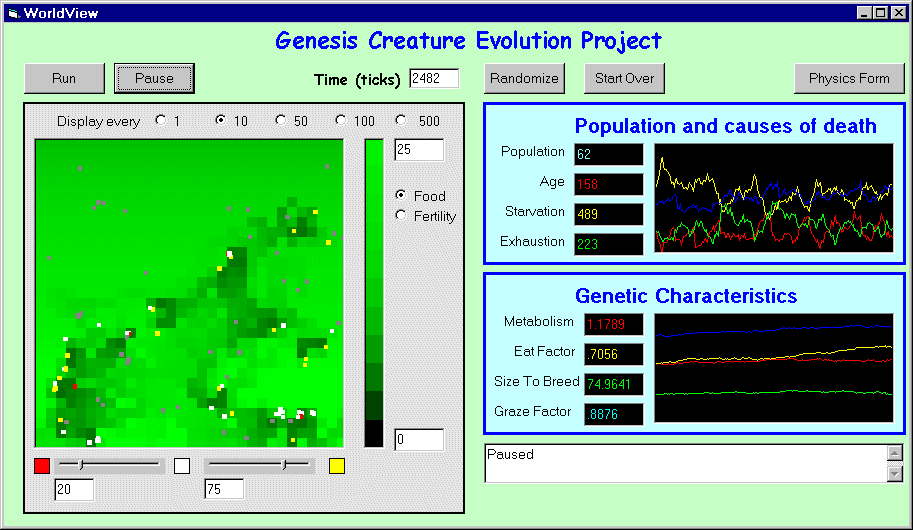 WorldView
Genesis Creature Evolution Project
Run Pause Time (ticks) 2482 Randomize Start Over Physics Form
Display every 1 10 50 100 500
25
Food
Fertility
0
20 75
Population and causes of death
Population 62
Age 158
Starvation 489
Exhaustion 223
Genetic Characteristics
Metabolism 1.1789
Eat Factor .7056
Size To Breed 74.9641
Graze Factor .8876
Paused